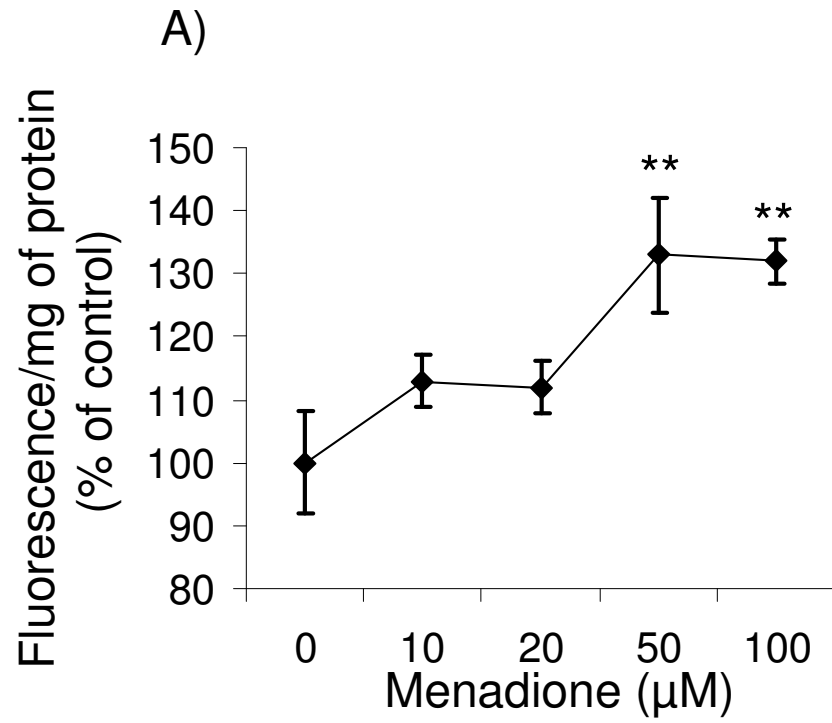 A)
Fluorescence/mg of protein
(% of control)
150
140
130
120
110
100
90
80
**
**
0 10 20 50 100
Menadione (µM)